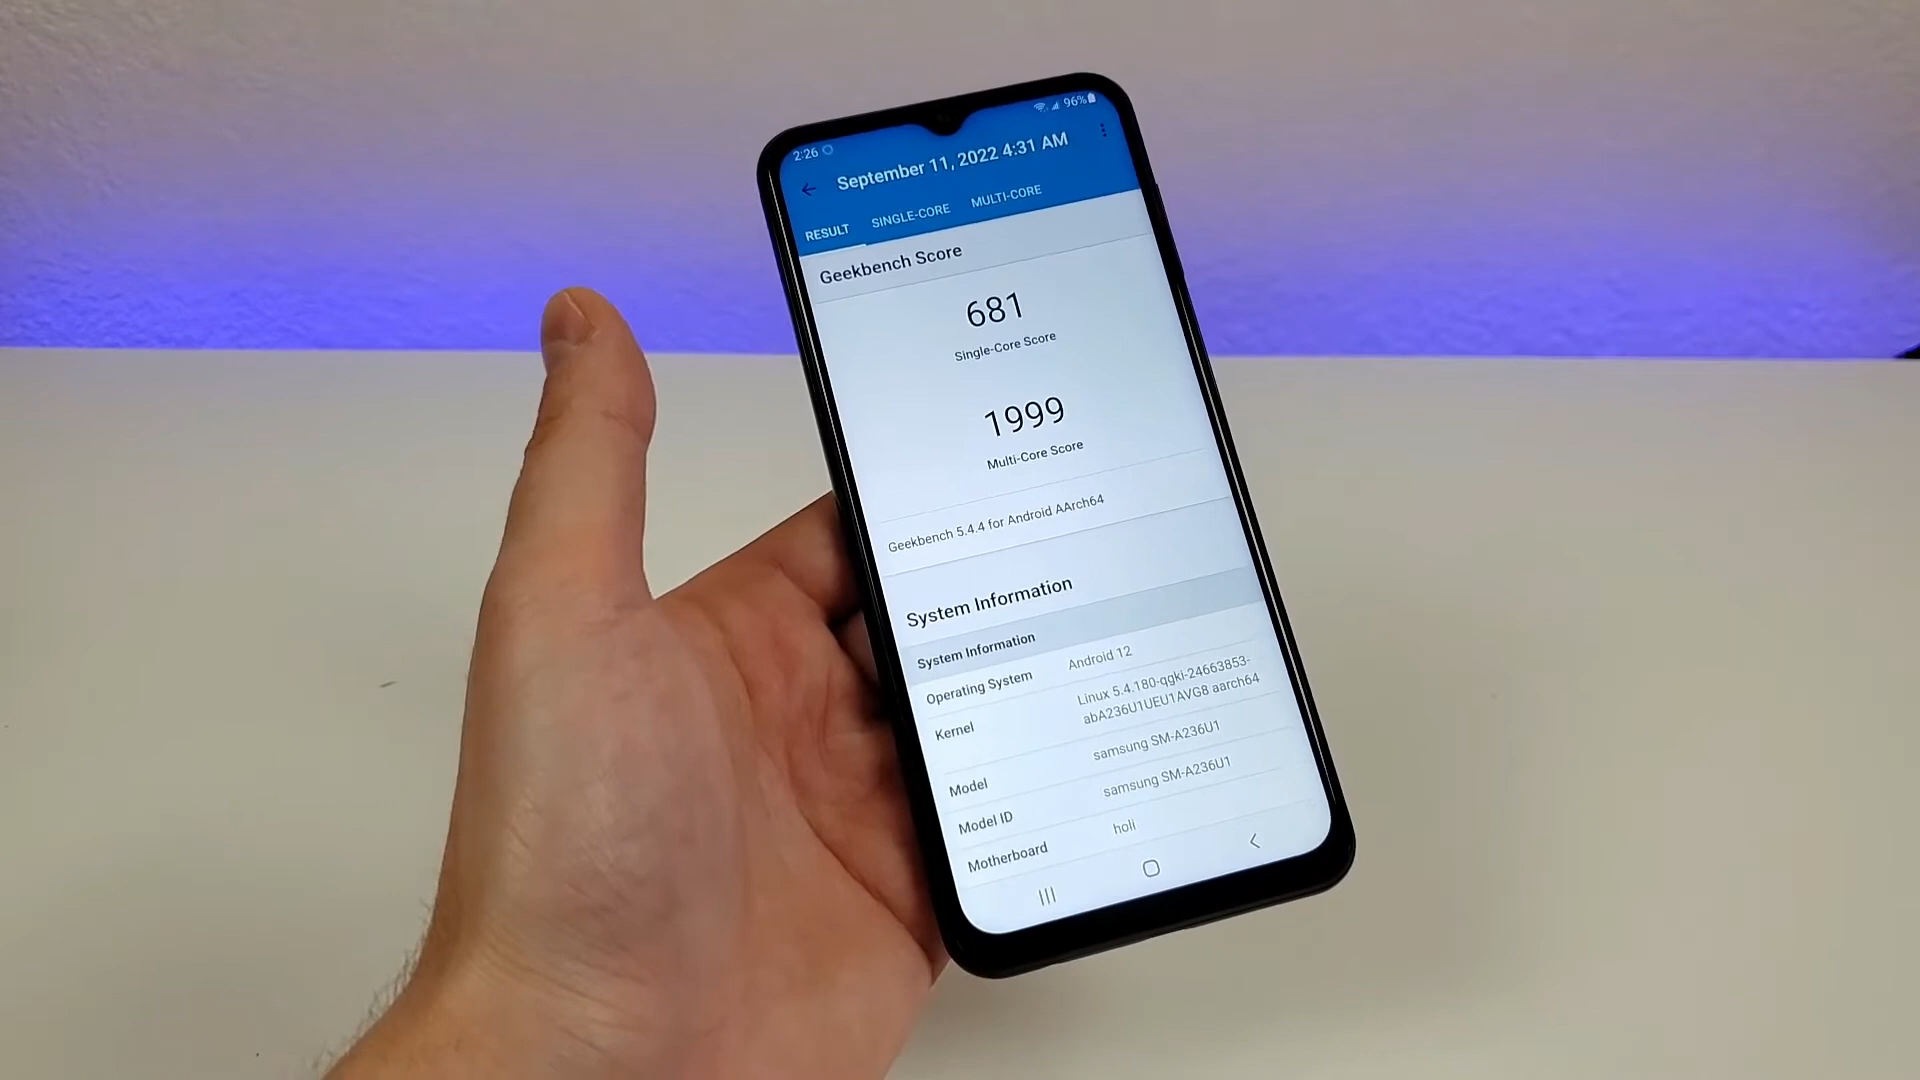 2:26
96%
September 11, 2022 4:31 AM
RESULT SINGLE-CORE MULTI-CORE
Geekbench Score
681
Single-Core Score
1999
Multi-Core Score
Geekbench 5.4.4 for Android AArch64
System Information
System Information
Operating System Android 12
Kernel Linux 5.4.180-qgki-24663853-
abA236U1UEU1AVG8 aarch64
Model samsung SM-A236U1
Model ID samsung SM-A236U1
Motherboard holi